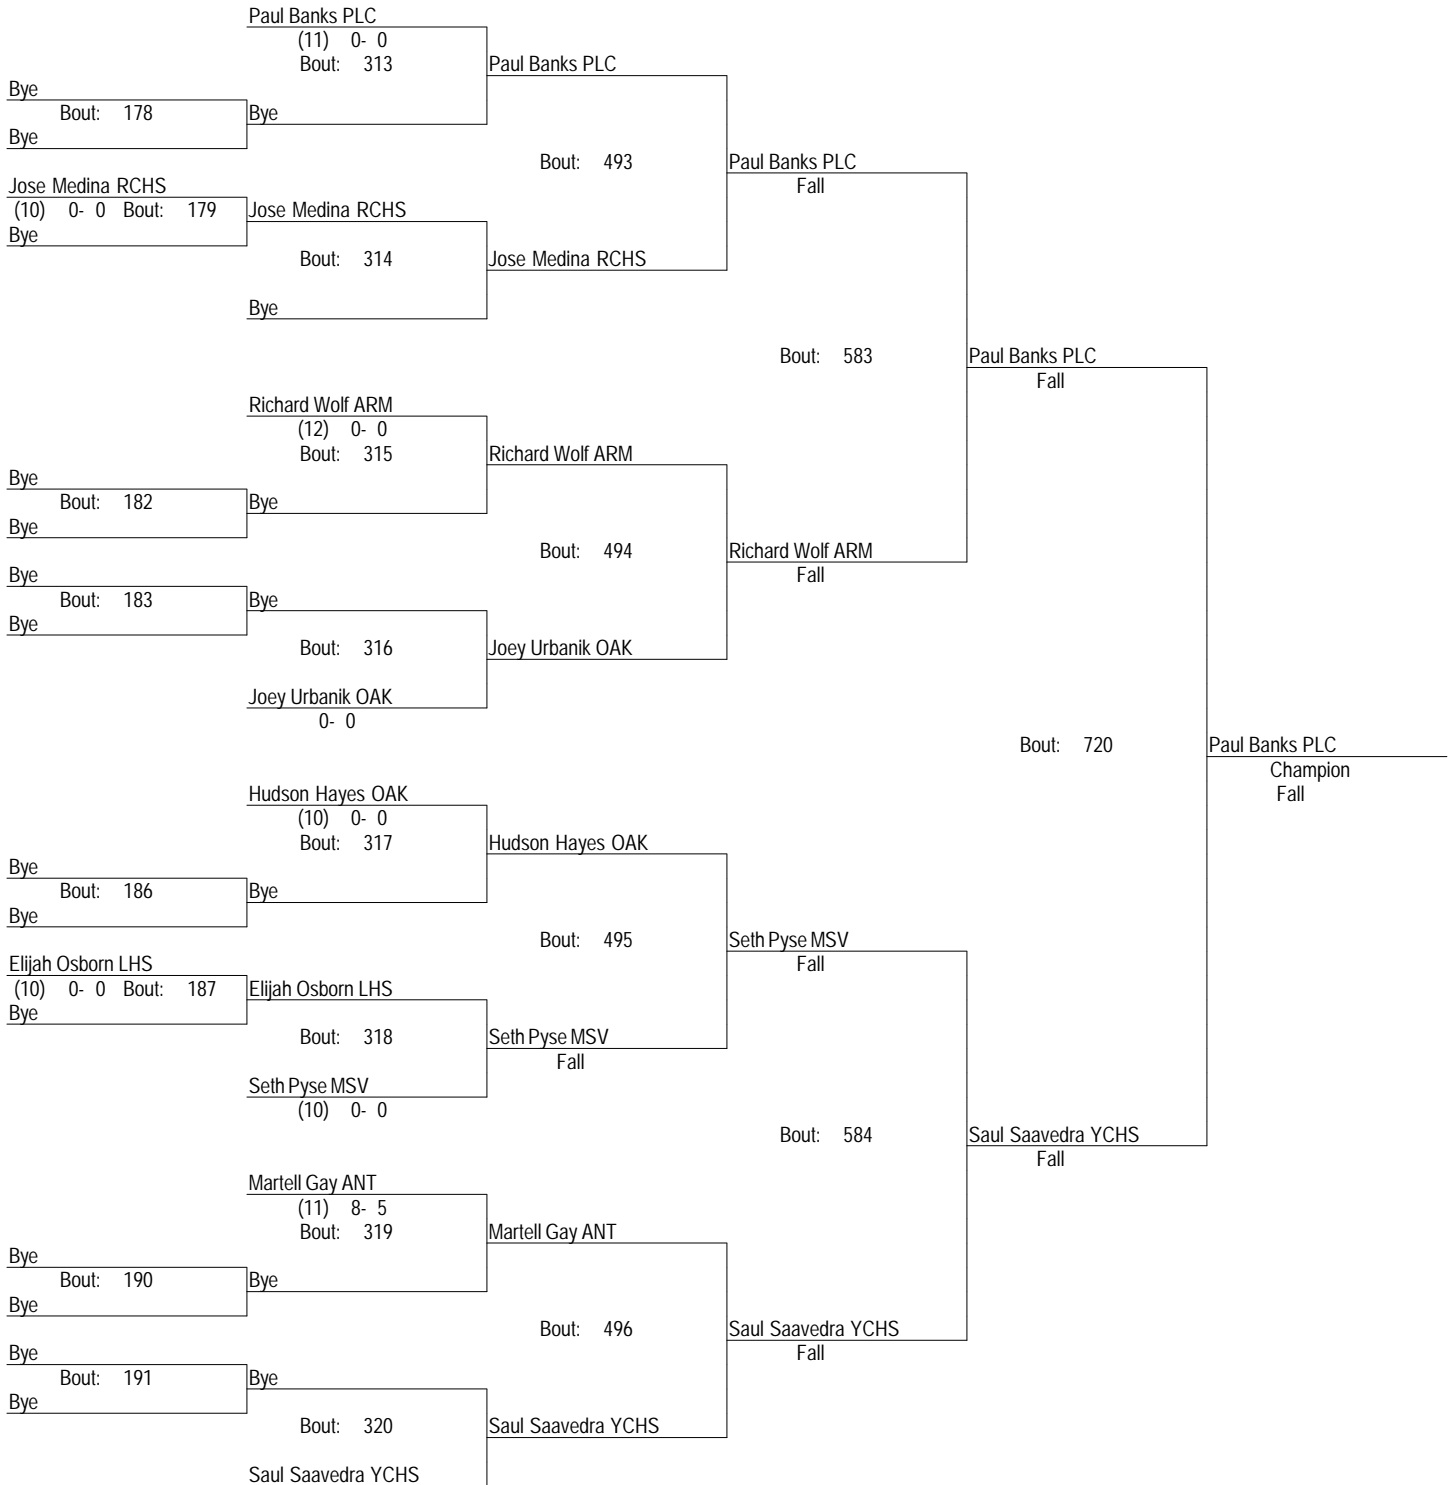 Paul Banks PLC
(11) 0- 0
Bout: 313
Paul Banks PLC
Bye
Bout: 178
Bye
Bye
Bout: 493
Paul Banks PLC
Fall
Jose Medina RCHS
(10) 0- 0 Bout: 179
Jose Medina RCHS
Bye
Bout: 314
Jose Medina RCHS
Bye
Bout: 583
Paul Banks PLC
Fall
Richard Wolf ARM
(12) 0- 0
Bout: 315
Richard Wolf ARM
Bye
Bout: 182
Bye
Bye
Bout: 494
Richard Wolf ARM
Fall
Bye
Bout: 183
Bye
Bye
Bout: 316
Joey Urbanik OAK
Joey Urbanik OAK
0- 0
Bout: 720
Paul Banks PLC
Champion
Fall
Hudson Hayes OAK
(10) 0- 0
Bout: 317
Hudson Hayes OAK
Bye
Bout: 186
Bye
Bye
Bout: 495
Seth Pyse MSV
Fall
Elijah Osborn LHS
(10) 0- 0 Bout: 187
Elijah Osborn LHS
Bye
Bout: 318
Seth Pyse MSV
Fall
Seth Pyse MSV
(10) 0- 0
Bout: 584
Saul Saavedra YCHS
Fall
Martell Gay ANT
(11) 8- 5
Bout: 319
Martell Gay ANT
Bye
Bout: 190
Bye
Bye
Bout: 496
Saul Saavedra YCHS
Fall
Bye
Bout: 191
Bye
Bye
Bout: 320
Saul Saavedra YCHS
Saul Saavedra YCHS